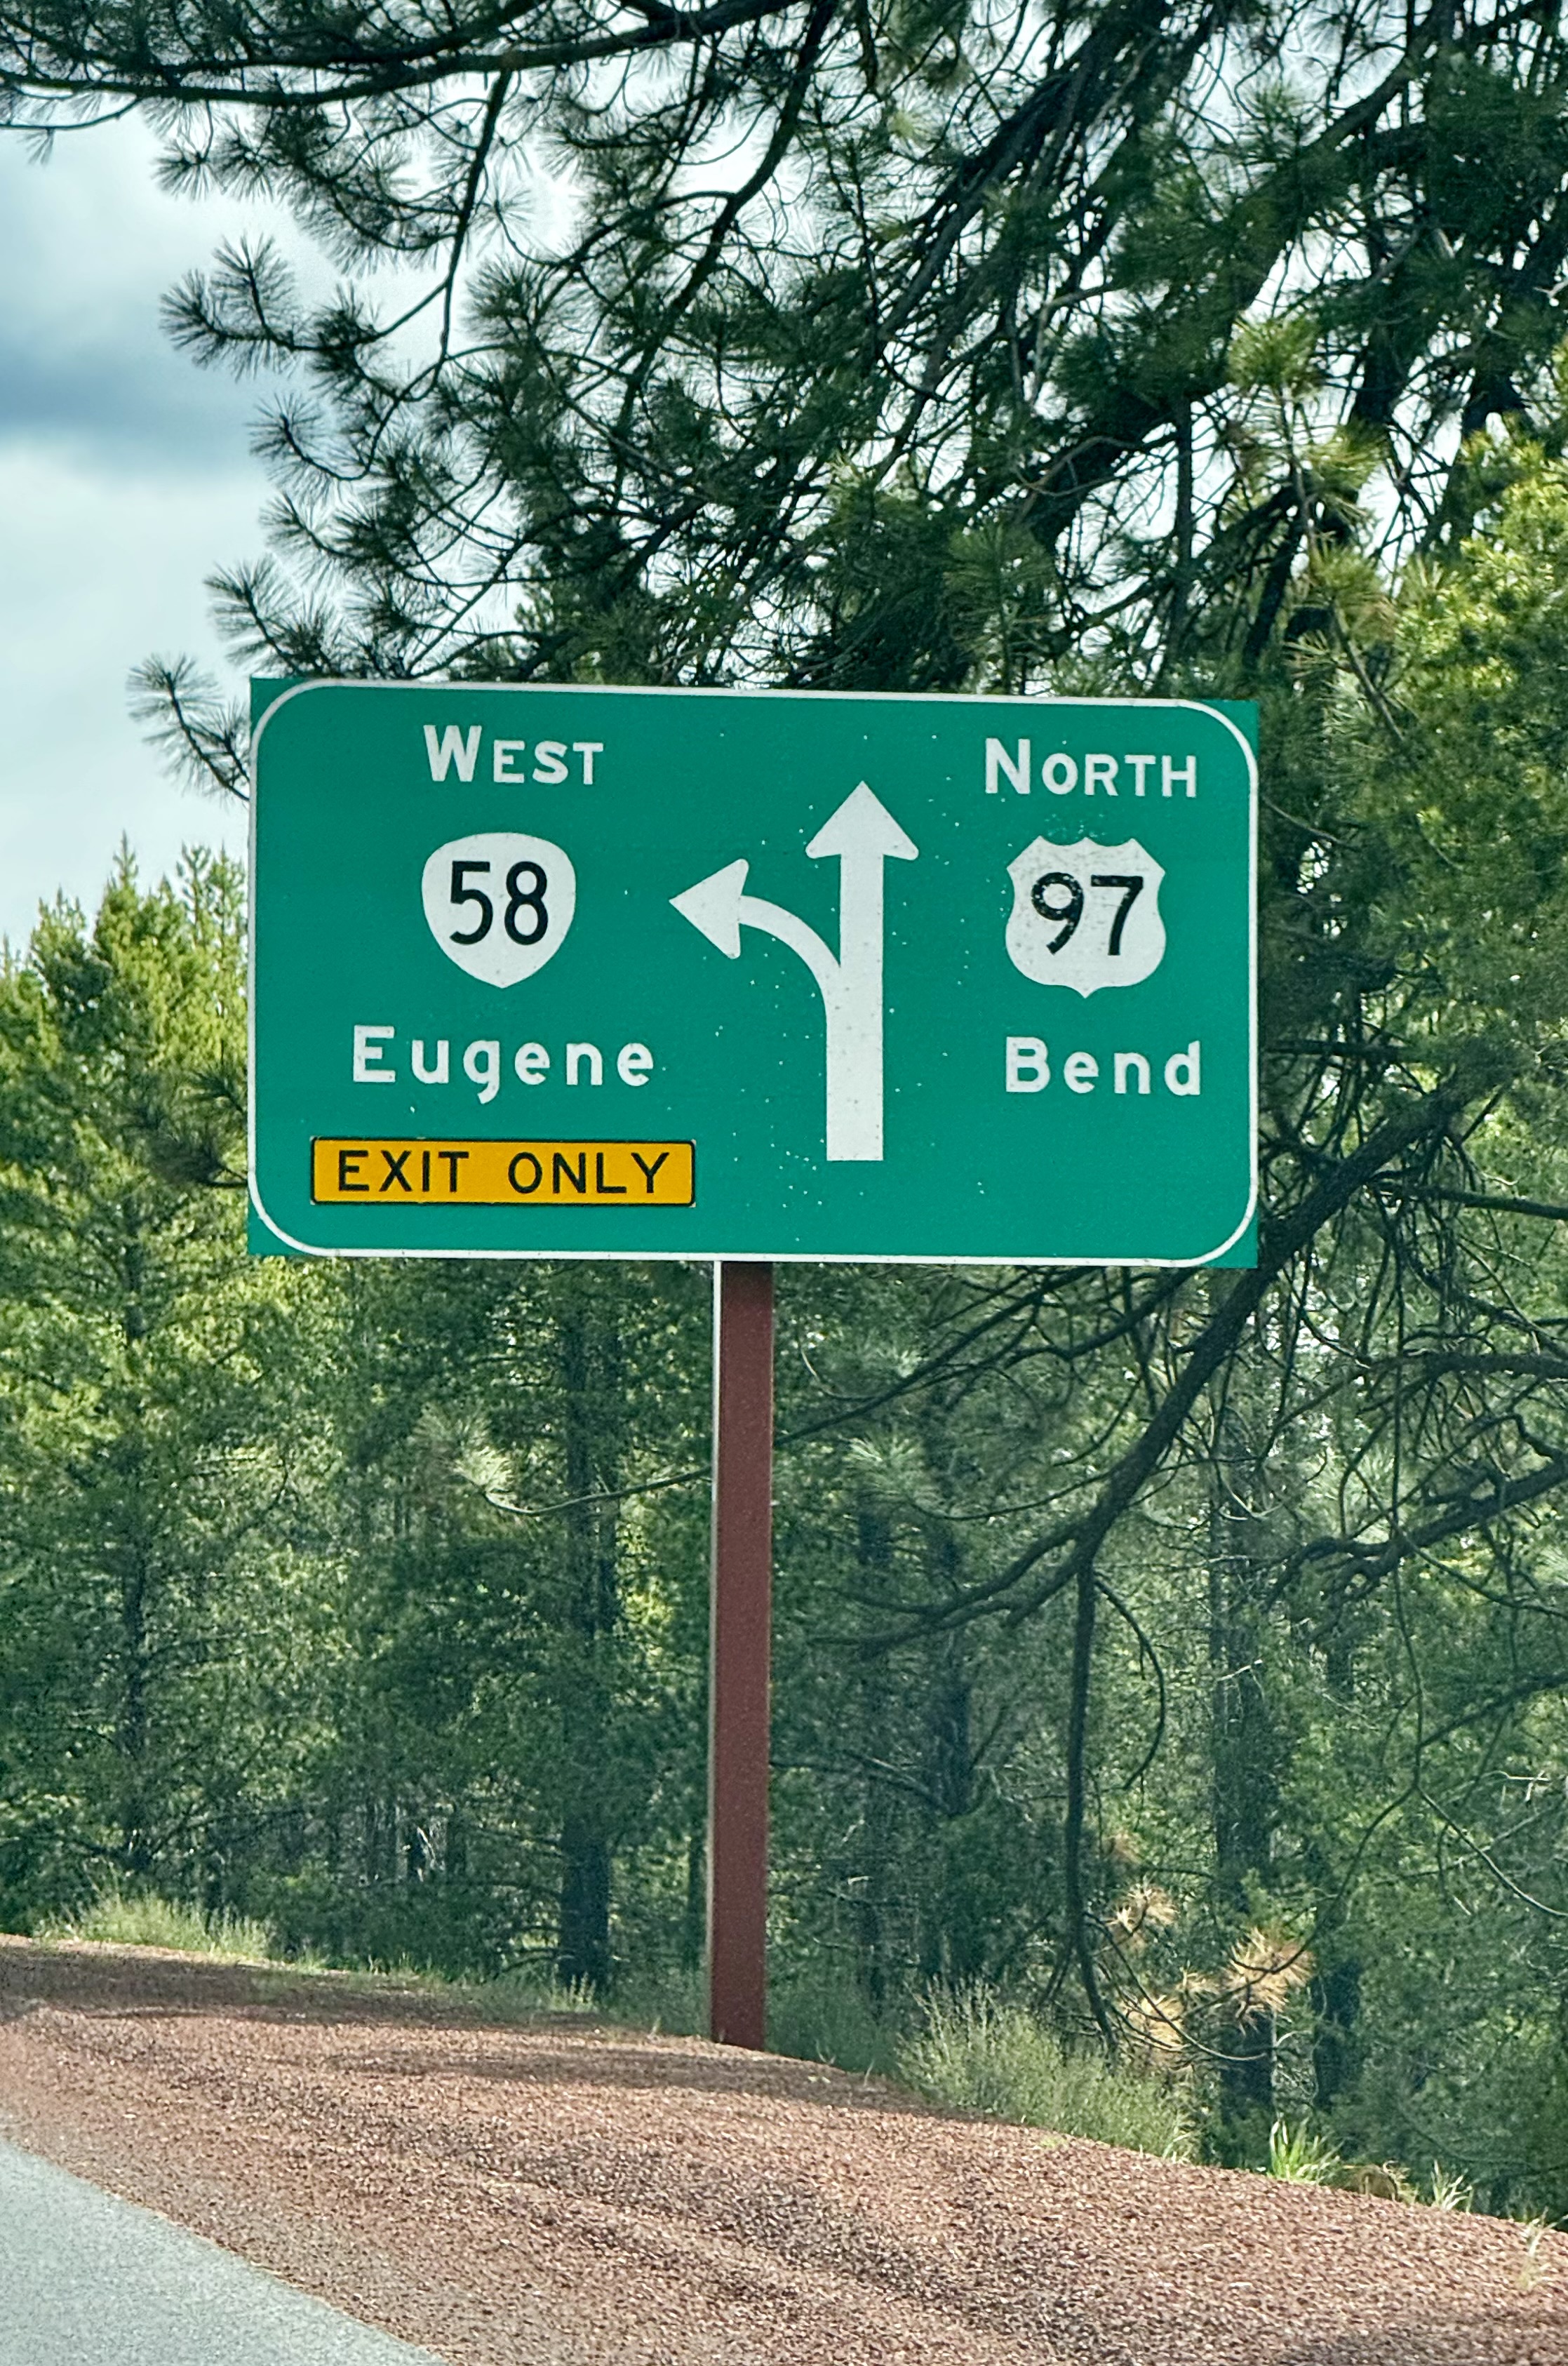 WEST
58
Eugene
EXIT ONLY
NORTH
97
Bend